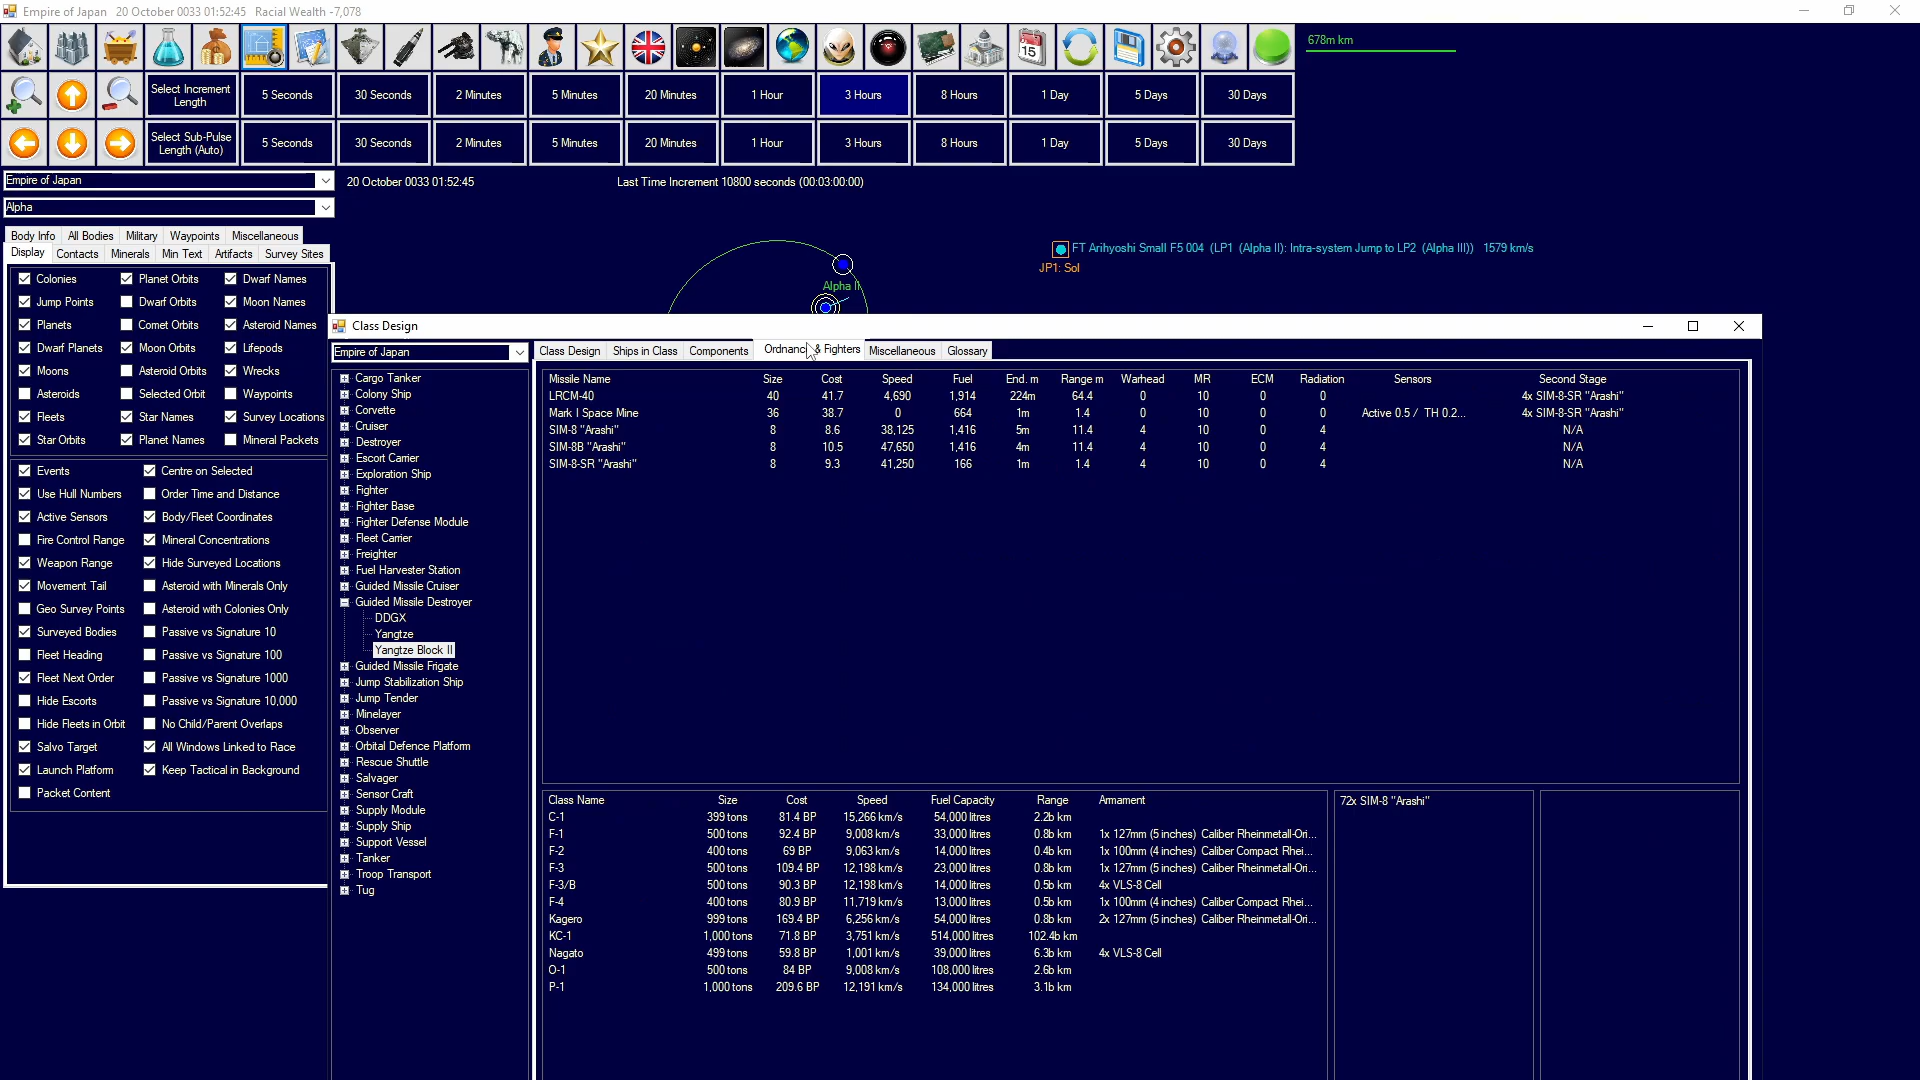 Empire of Japan   20 October 0033 01:52:45   Racial Wealth -7,078
15
678m km
Select Increment Length
5 Seconds
30 Seconds
2 Minutes
5 Minutes
20 Minutes
1 Hour
3 Hours
8 Hours
1 Day
5 Days
30 Days
Select Sub-Pulse Length (Auto)
5 Seconds
30 Seconds
2 Minutes
5 Minutes
20 Minutes
1 Hour
3 Hours
8 Hours
1 Day
5 Days
30 Days
Empire of Japan
20 October 0033 01:52:45
Last Time Increment 10800 seconds (00:03:00:00)
Alpha
Body Info All Bodies Military Waypoints Miscellaneous
Display Contacts Minerals Min Text Artifacts Survey Sites
Colonies Planet Orbits Dwarf Names
Jump Points Dwarf Orbits Moon Names
Planets Comet Orbits Asteroid Names
Dwarf Planets Moon Orbits Lifepods
Moons Asteroid Orbits Wrecks
Asteroids Selected Orbit Waypoints
Fleets Star Names Survey Locations
Star Orbits Planet Names Mineral Packets
Events Centre on Selected
Use Hull Numbers Order Time and Distance
Active Sensors Body/Fleet Coordinates
Fire Control Range Mineral Concentrations
Weapon Range Hide Surveyed Locations
Movement Tail Asteroid with Minerals Only
Geo Survey Points Asteroid with Colonies Only
Surveyed Bodies Passive vs Signature 10
Fleet Heading Passive vs Signature 100
Fleet Next Order Passive vs Signature 1000
Hide Escorts Passive vs Signature 10,000
Hide Fleets in Orbit No Child/Parent Overlaps
Salvo Target All Windows Linked to Race
Launch Platform Keep Tactical in Background
Packet Content
FT Arihyoshi Small F5 004 (LP1 (Alpha II): Intra-system Jump to LP2 (Alpha III)) 1579 km/s
JP1: Sol
Alpha II
Class Design
Empire of Japan
Class Design Ships in Class Components Ordnance & Fighters Miscellaneous Glossary
Cargo Tanker
Colony Ship
Corvette
Cruiser
Destroyer
Escort Carrier
Exploration Ship
Fighter
Fighter Base
Fighter Defense Module
Fleet Carrier
Freighter
Fuel Harvester Station
Guided Missile Cruiser
Guided Missile Destroyer
DDGX
Yangtze
Yangtze Block II
Guided Missile Frigate
Jump Stabilization Ship
Jump Tender
Minelayer
Observer
Orbital Defence Platform
Rescue Shuttle
Salvager
Sensor Craft
Supply Module
Supply Ship
Support Vessel
Tanker
Troop Transport
Tug
Missile Name Size Cost Speed Fuel End. m Range m Warhead MR ECM Radiation Sensors Second Stage
LRCM-40 40 41.7 4,690 1,914 224m 64.4 0 10 0 0 4x SIM-8-SR "Arashi"
Mark I Space Mine 36 38.7 0 664 1m 1.4 0 10 0 0 Active 0.5 / TH 0.2... 4x SIM-8-SR "Arashi"
SIM-8 "Arashi" 8 8.6 38,125 1,416 5m 11.4 4 10 0 4 N/A
SIM-8B "Arashi" 8 10.5 47,650 1,416 4m 11.4 4 10 0 4 N/A
SIM-8-SR "Arashi" 8 9.3 41,250 166 1m 1.4 4 10 0 4 N/A
Class Name Size Cost Speed Fuel Capacity Range Armament
C-1 399 tons 81.4 BP 15,266 km/s 54,000 litres 2.2b km
F-1 500 tons 92.4 BP 9,008 km/s 33,000 litres 0.8b km 1x 127mm (5 inches) Caliber Rheinmetall-Ori...
F-2 400 tons 69 BP 9,063 km/s 14,000 litres 0.4b km 1x 100mm (4 inches) Caliber Compact Rhei...
F-3 500 tons 109.4 BP 12,198 km/s 23,000 litres 0.8b km 1x 127mm (5 inches) Caliber Rheinmetall-Ori...
F-3/B 500 tons 90.3 BP 12,198 km/s 14,000 litres 0.5b km 4x VLS-8 Cell
F-4 400 tons 80.9 BP 11,719 km/s 13,000 litres 0.5b km 1x 100mm (4 inches) Caliber Compact Rhei...
Kagero 999 tons 169.4 BP 6,256 km/s 54,000 litres 0.8b km 2x 127mm (5 inches) Caliber Rheinmetall-Ori...
KC-1 1,000 tons 71.8 BP 3,751 km/s 514,000 litres 102.4b km
Nagato 499 tons 59.8 BP 1,001 km/s 39,000 litres 6.3b km 4x VLS-8 Cell
O-1 500 tons 84 BP 9,008 km/s 108,000 litres 2.6b km
P-1 1,000 tons 209.6 BP 12,191 km/s 134,000 litres 3.1b km
72x SIM-8 "Arashi"